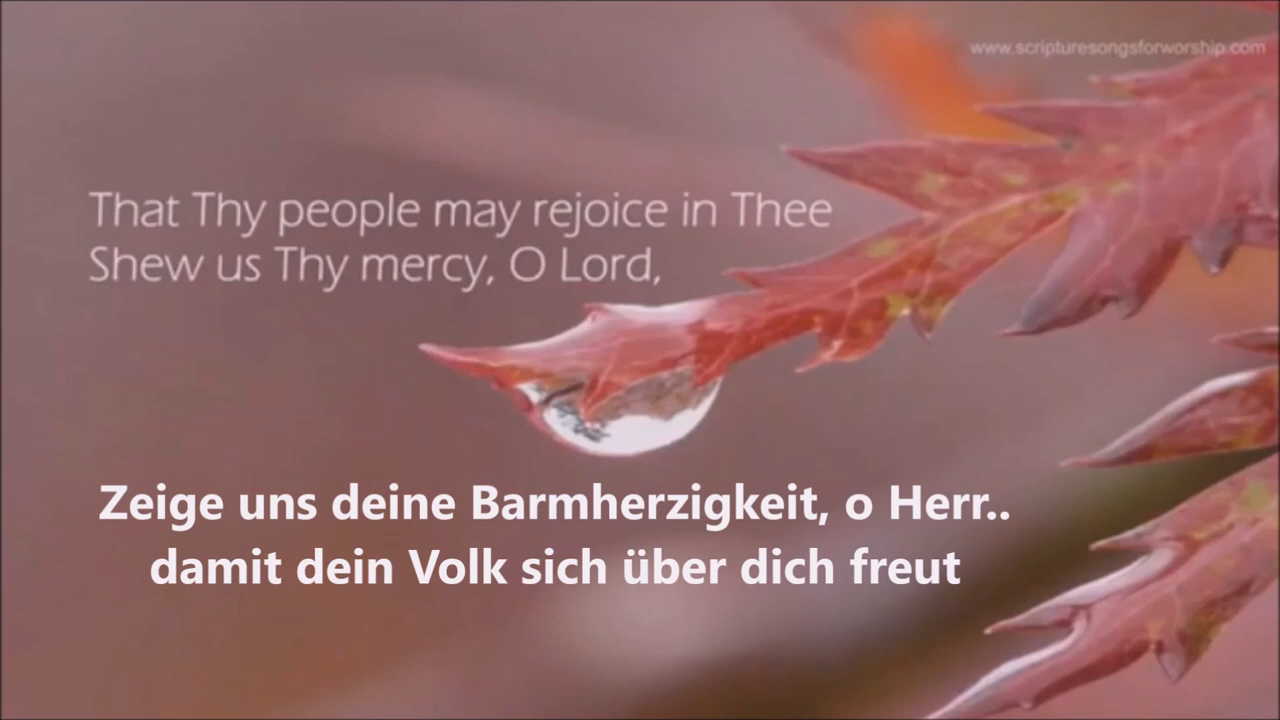 www.scripturesongsforworship.com
That Thy people may rejoice in Thee
Shew us Thy mercy, O Lord,
Zeige uns deine Barmherzigkeit, o Herr..
damit dein Volk sich über dich freut